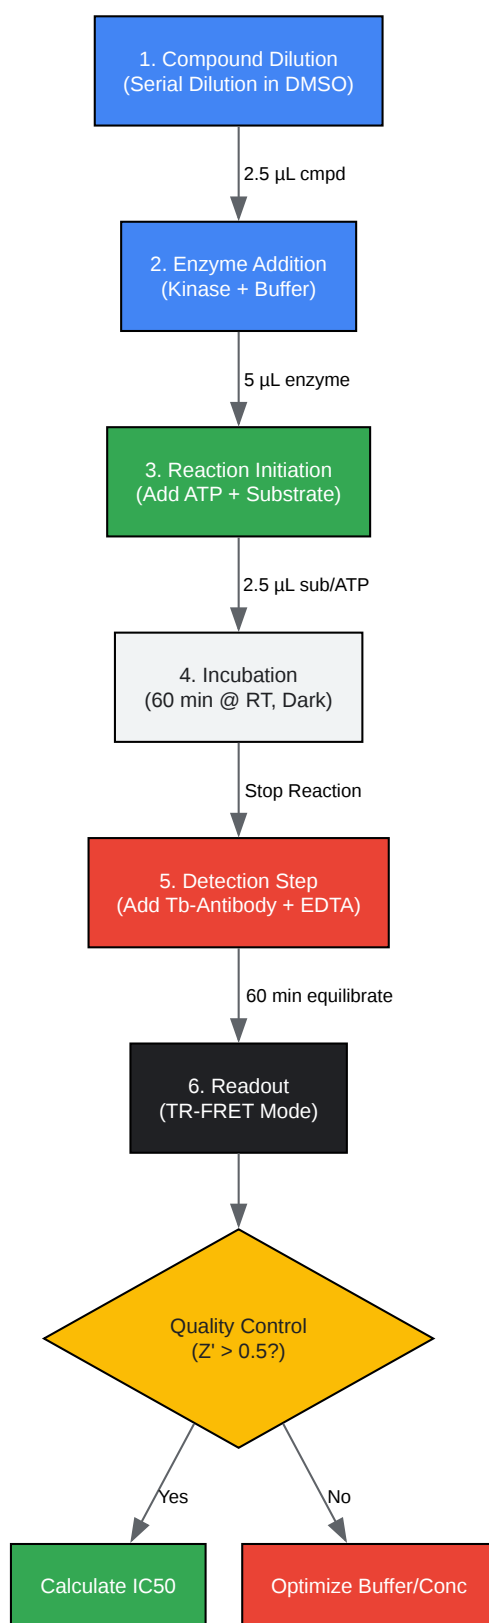 1. Compound Dilution
(Serial Dilution in DMSO)
2.5 µL cmpd
2. Enzyme Addition
(Kinase + Buffer)
5 µL enzyme
3. Reaction Initiation
(Add ATP + Substrate)
2.5 µL sub/ATP
4. Incubation
(60 min @ RT, Dark)
Stop Reaction
5. Detection Step
(Add Tb-Antibody + EDTA)
60 min equilibrate
6. Readout
(TR-FRET Mode)
Quality Control
(Z' > 0.5?)
Yes
No
Calculate IC50
Optimize Buffer/Conc